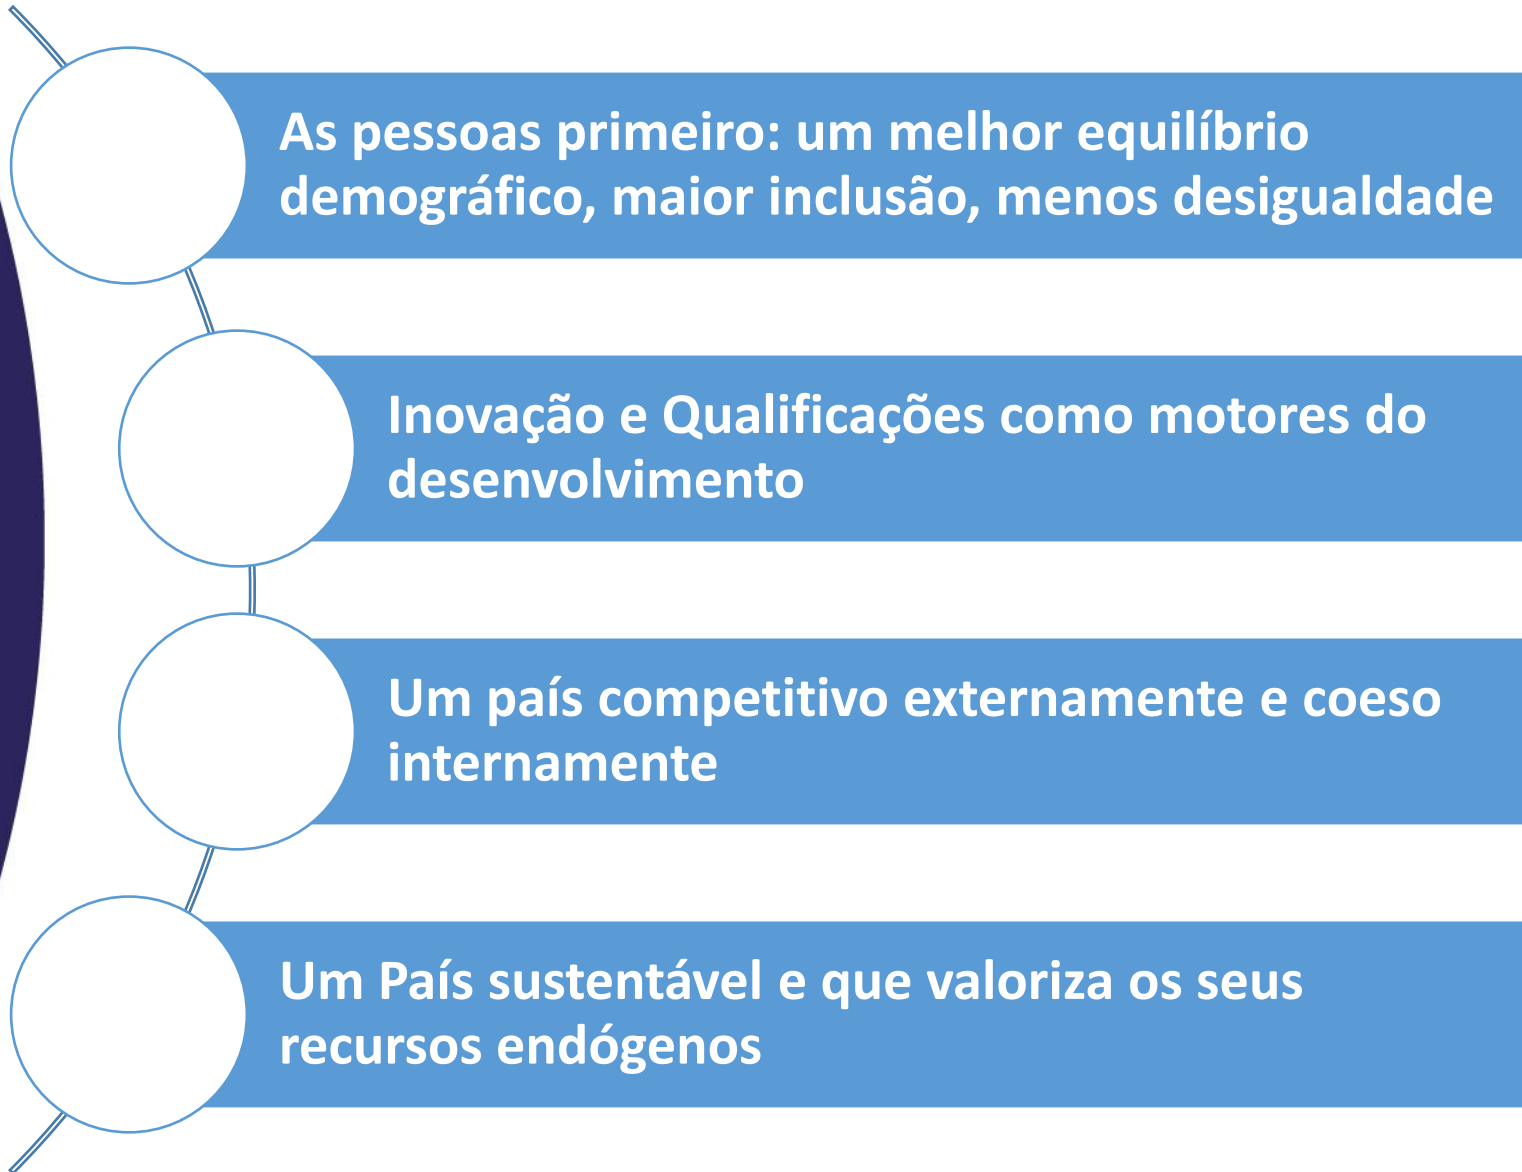 As pessoas primeiro: um melhor equilíbrio
demográfico, maior inclusão, menos desigualdade
Inovação e Qualificações como motores do
desenvolvimento
Um país competitivo externamente e coeso
internamente
Um País sustentável e que valoriza os seus
recursos endógenos